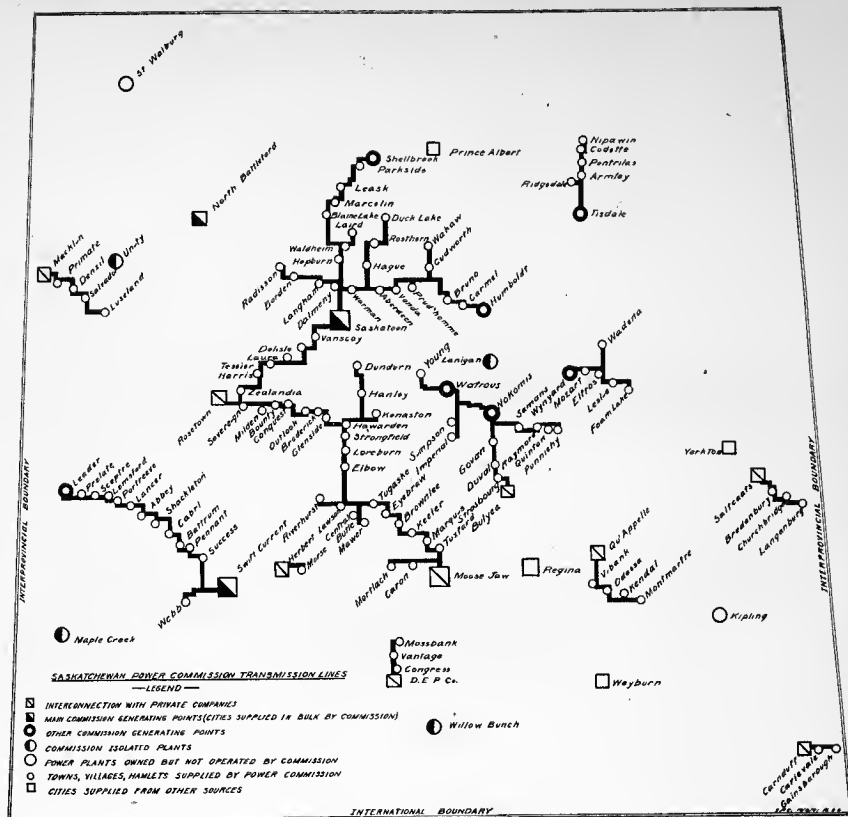 St Walburg
Nipawin
Codette
Pontrilas
Armley
Ridgedale
Tisdale
Prince Albert
Shellbrook
Parkside
Leask
Marcelin
Blaine Lake
Laird
Duck Lake
Rosthern
Wakaw
Cudworth
Waldheim
Hepburn
Hague
North Battleford
Macklin
Primate
Denzil
Salvador
Unity
Luseland
Radisson
Borden
Langham
Dalmeny
Warman
Aberdeen
Vonda
Prud'homme
Bruno
Carmel
Humboldt
Saskatoon
Vanscoy
Delisle
Laura
Tessier
Harris
Zealandia
Rosetown
Sovereign
Milden
Bounty
Conquest
Outlook
Broderick
Glenside
Dundurn
Hanley
Kenaston
Hawarden
Strongfield
Loreburn
Elbow
Young
Lanigan
Watrous
Simpson
Imperial
Nokomis
Semans
Raymore
Quinton
Punnichy
Govan
Duval
Strasbourg
Bulyea
Wadena
Wynyard
Mozart
Elfros
Leslie
Foam Lake
Yorkton
Saltcoats
Bredenbury
Churchbridge
Langenburg
Leader
Prelate
Sceptre
Lemsford
Portreeve
Lancer
Abbey
Shackleton
Cabri
Battrum
Pennant
Success
Webb
Swift Current
Riverhurst
Herbert
Lawson
Morse
Central
Butte
Mawer
Tugaske
Eyebrow
Brownlee
Keeler
Marquis
Tuxford
Mortlach
Caron
Moose Jaw
Regina
Qu'Appelle
Vibank
Odessa
Kendal
Montmartre
Kipling
Maple Creek
Mossbank
Vantage
Congress
D. E P Co.
Weyburn
Willow Bunch
Carnduff
Carievale
Gainsborough
INTERPROVINCIAL BOUNDARY
INTERPROVINCIAL BOUNDARY
SASKATCHEWAN POWER COMMISSION TRANSMISSION LINES
—LEGEND—
INTERCONNECTION WITH PRIVATE COMPANIES
MAIN COMMISSION GENERATING POINTS (CITIES SUPPLIED IN BULK BY COMMISSION)
OTHER COMMISSION GENERATING POINTS
COMMISSION ISOLATED PLANTS
POWER PLANTS OWNED BUT NOT OPERATED BY COMMISSION
TOWNS, VILLAGES, HAMLETS SUPPLIED BY POWER COMMISSION
CITIES SUPPLIED FROM OTHER SOURCES
INTERNATIONAL BOUNDARY